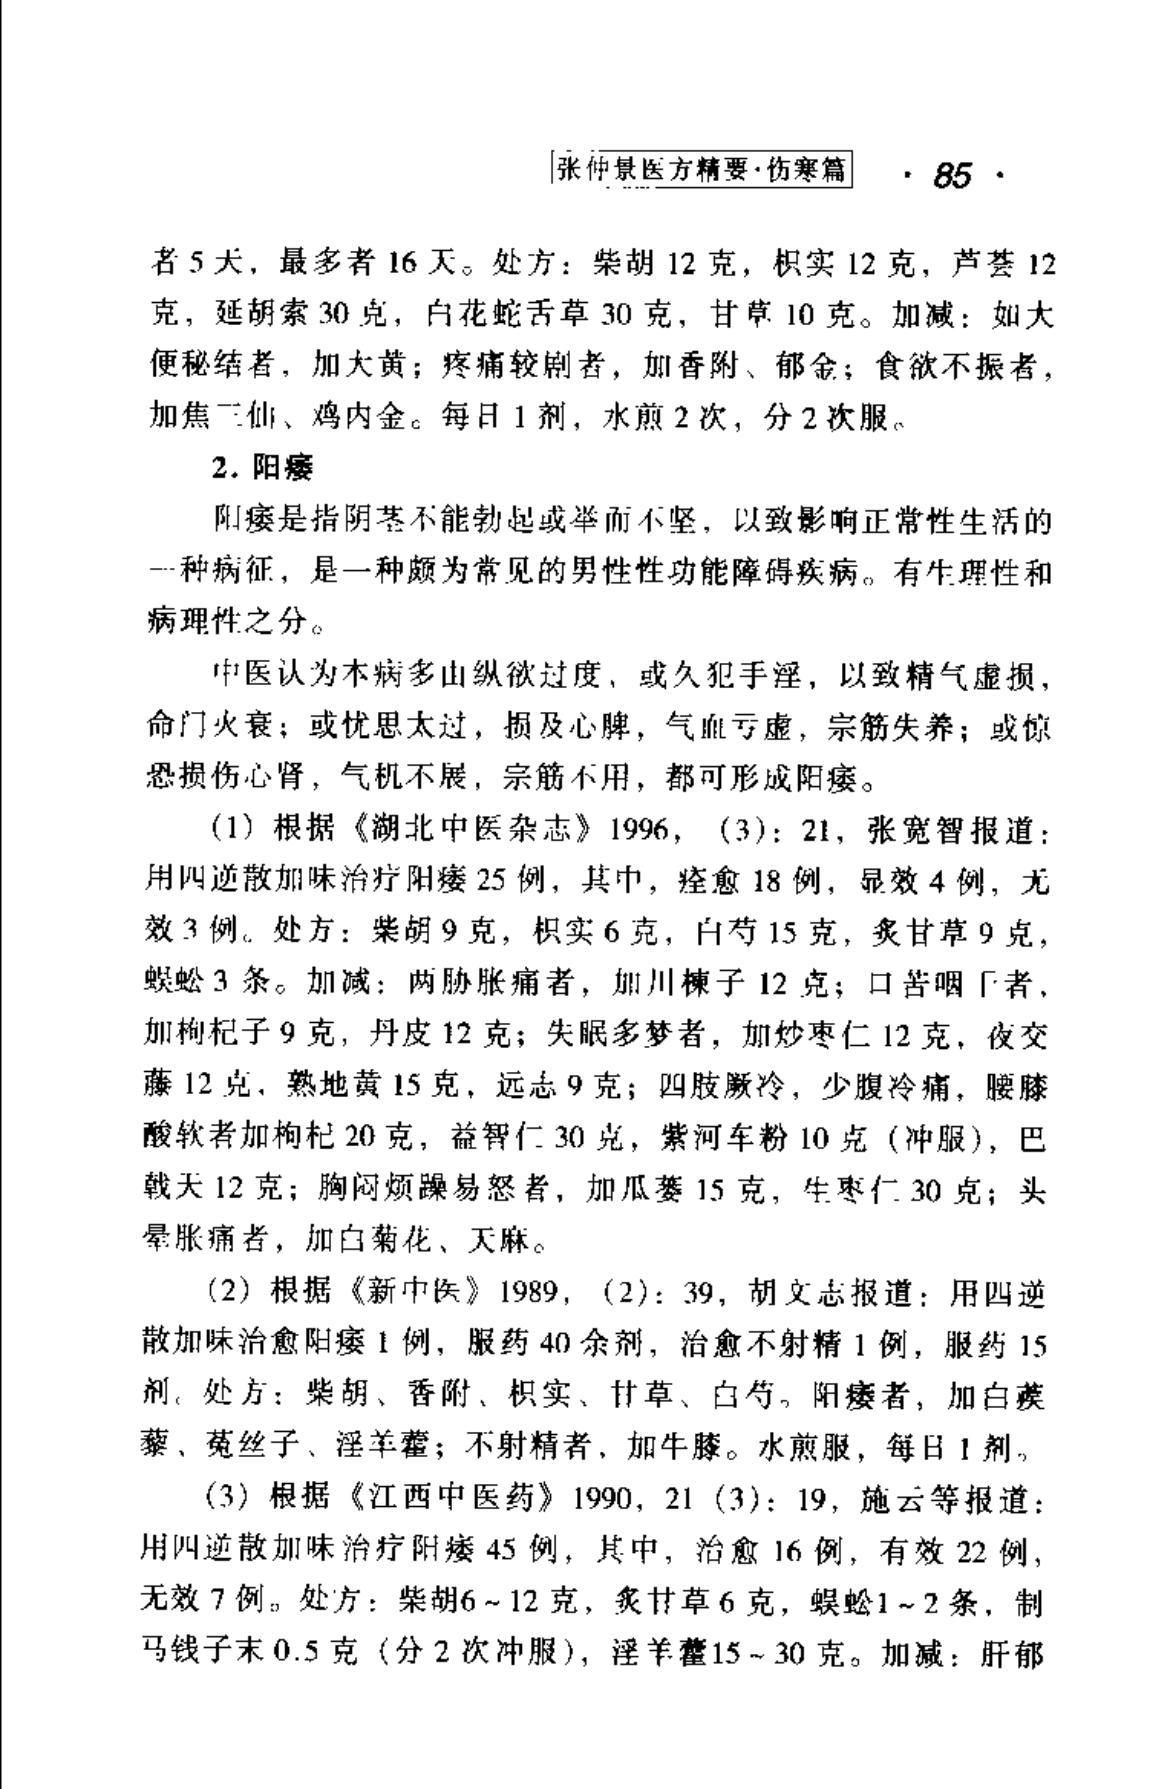 张仲景医方精要·伤寒篇 · 85 ·
者 5 天，最多者 16 天。处方：柴胡 12 克，枳实 12 克，芦荟 12
克，延胡索 30 克，白花蛇舌草 30 克，甘草 10 克。加减：如大
便秘结者，加大黄；疼痛较剧者，加香附、郁金；食欲不振者，
加焦三仙、鸡内金。每日 1 剂，水煎 2 次，分 2 次服。
2. 阳痿
阳痿是指阴茎不能勃起或举而不坚，以致影响正常性生活的
一种病征，是一种颇为常见的男性性功能障碍疾病。有生理性和
病理性之分。
中医认为本病多由纵欲过度，或久犯手淫，以致精气虚损，
命门火衰；或忧思太过，损及心脾，气血亏虚，宗筋失养；或惊
恐损伤心肾，气机不展，宗筋不用，都可形成阳痿。
（1）根据《湖北中医杂志》1996，（3）：21，张宽智报道：
用四逆散加味治疗阳痿 25 例，其中，痊愈 18 例，显效 4 例，无
效 3 例。处方：柴胡 9 克，枳实 6 克，白芍 15 克，炙甘草 9 克，
蜈蚣 3 条。加减：两胁胀痛者，加川楝子 12 克；口苦咽干者，
加枸杞子 9 克，丹皮 12 克；失眠多梦者，加炒枣仁 12 克，夜交
藤 12 克，熟地黄 15 克，远志 9 克；四肢厥冷，少腹冷痛，腰膝
酸软者加枸杞 20 克，益智仁 30 克，紫河车粉 10 克（冲服），巴
戟天 12 克；胸闷烦躁易怒者，加瓜蒌 15 克，生枣仁 30 克；头
晕胀痛者，加白菊花、天麻。
（2）根据《新中医》1989，（2）：39，胡文志报道：用四逆
散加味治愈阳痿 1 例，服药 40 余剂，治愈不射精 1 例，服药 15
剂。处方：柴胡、香附、枳实、甘草、白芍。阳痿者，加白蒺
藜、菟丝子、淫羊藿；不射精者，加牛膝。水煎服，每日 1 剂。
（3）根据《江西中医药》1990，21（3）：19，施云等报道：
用四逆散加味治疗阳痿 45 例，其中，治愈 16 例，有效 22 例，
无效 7 例。处方：柴胡6～12 克，炙甘草 6 克，蜈蚣1～2 条，制
马钱子末 0.5 克（分 2 次冲服），淫羊藿15～30 克。加减：肝郁